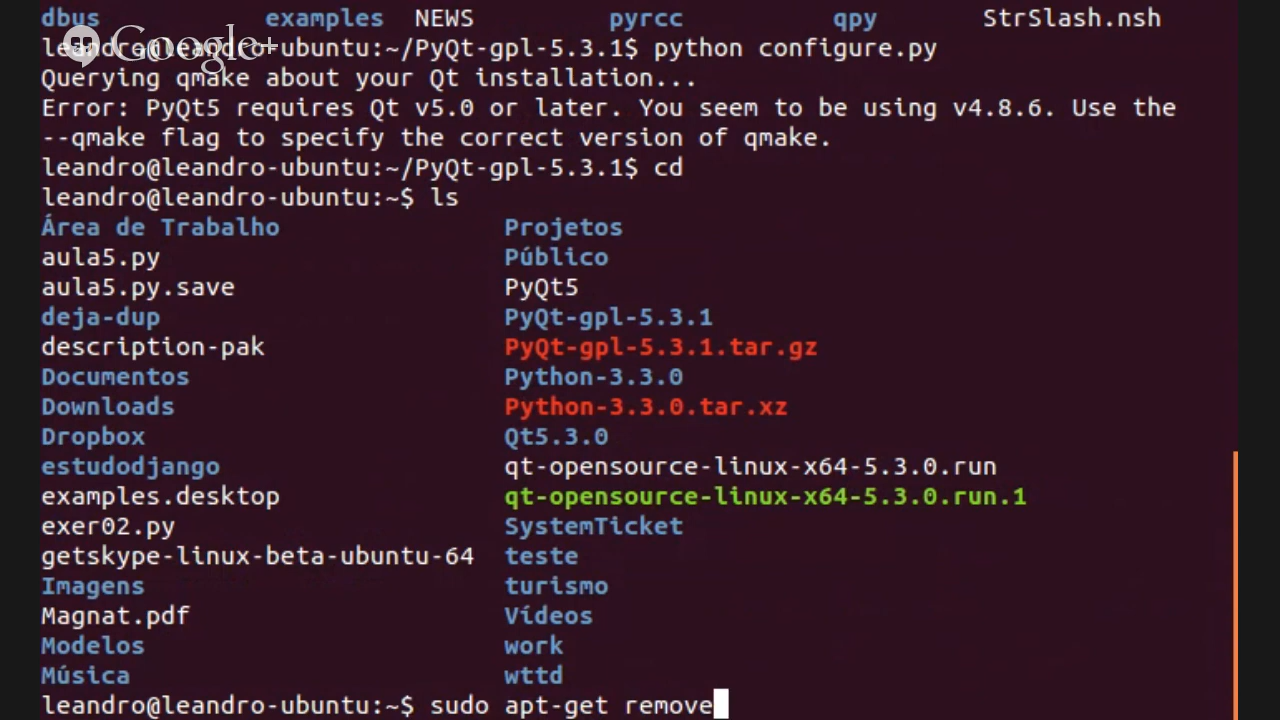 dbus examples NEWS pyrcc qpy StrSlash.nsh
Google+
leandro@leandro-ubuntu:~/PyQt-gpl-5.3.1$ python configure.py
Querying qmake about your Qt installation...
Error: PyQt5 requires Qt v5.0 or later. You seem to be using v4.8.6. Use the
--qmake flag to specify the correct version of qmake.
leandro@leandro-ubuntu:~/PyQt-gpl-5.3.1$ cd
leandro@leandro-ubuntu:~$ ls
Área de Trabalho Projetos
aula5.py Público
aula5.py.save PyQt5
deja-dup PyQt-gpl-5.3.1
description-pak PyQt-gpl-5.3.1.tar.gz
Documentos Python-3.3.0
Downloads Python-3.3.0.tar.xz
Dropbox Qt5.3.0
estudodjango qt-opensource-linux-x64-5.3.0.run
examples.desktop qt-opensource-linux-x64-5.3.0.run.1
exer02.py SystemTicket
getskype-linux-beta-ubuntu-64 teste
Imagens turismo
Magnat.pdf Vídeos
Modelos work
Música wttd
leandro@leandro-ubuntu:~$ sudo apt-get remove